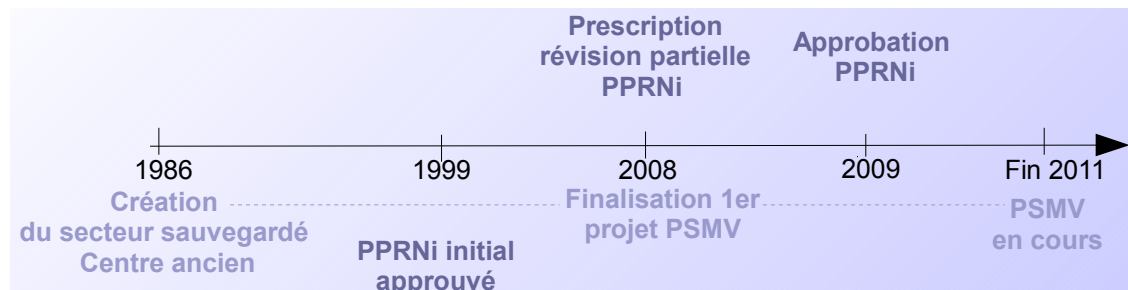 Prescription
révision partielle
PPRNi
Approbation
PPRNi
1986
1999
2008
2009
Fin 2011
Création
du secteur sauvegardé
Centre ancien
PPRNi initial
approuvé
Finalisation 1er
projet PSMV
PSMV
en cours